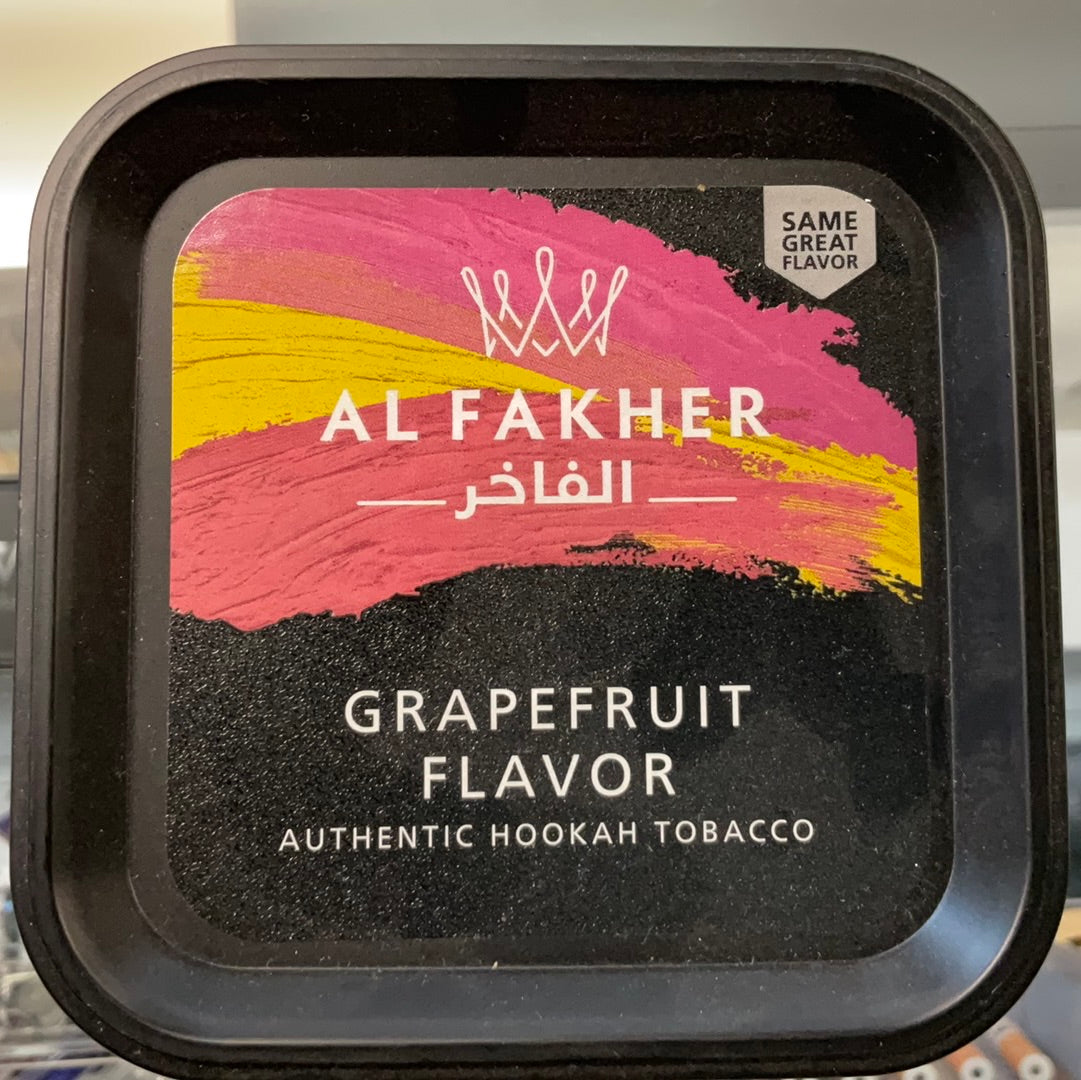 SAME
GREAT
FLAVOR
AL FAKHER
الفاخر
GRAPEFRUIT
FLAVOR
AUTHENTIC HOOKAH TOBACCO